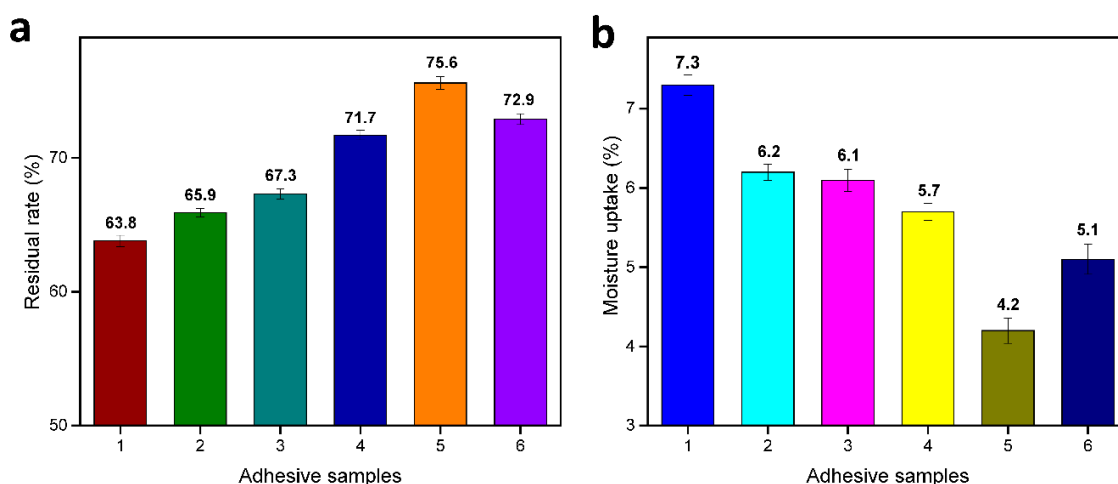 a
Residual rate (%)
70
60
50
63.8
65.9
67.3
71.7
75.6
72.9
1 2 3 4 5 6
Adhesive samples
b
Moisture uptake (%)
7
6
5
4
3
7.3
6.2
6.1
5.7
4.2
5.1
1 2 3 4 5 6
Adhesive samples